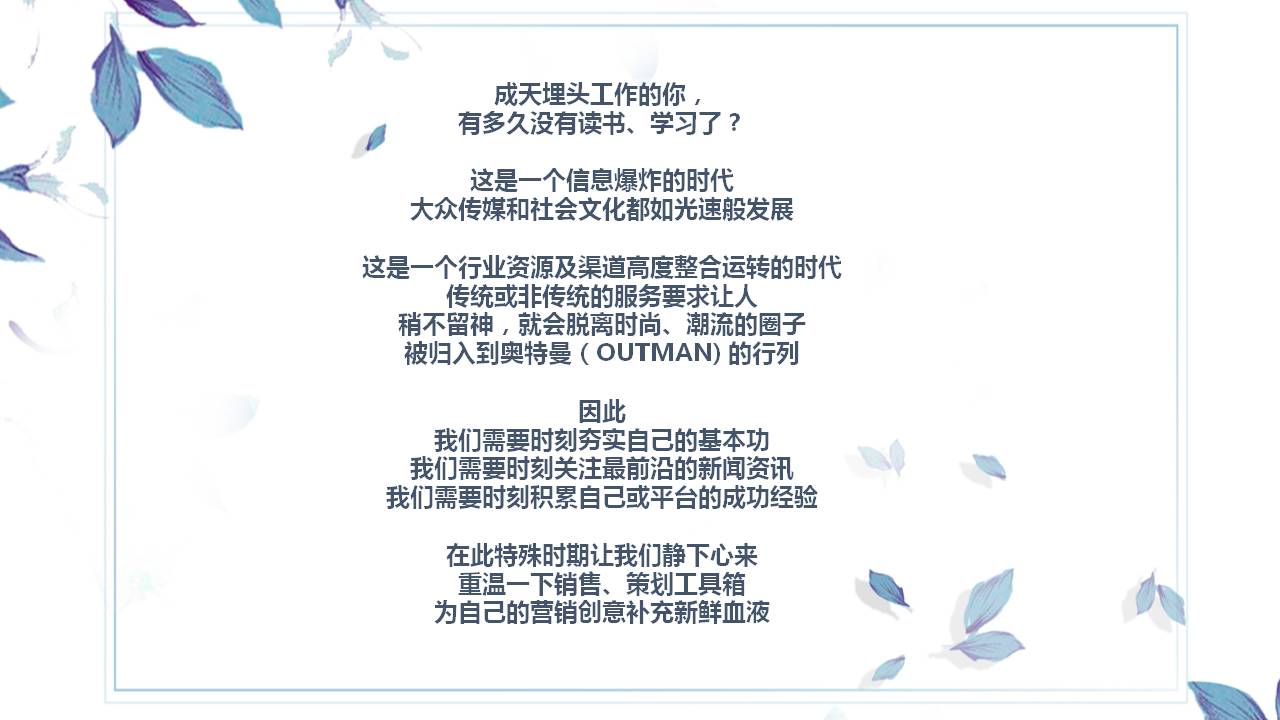 成天埋头工作的你，
有多久没有读书、学习了？
这是一个信息爆炸的时代
大众传媒和社会文化都如光速般发展
这是一个行业资源及渠道高度整合运转的时代
传统或非传统的服务要求让人
稍不留神，就会脱离时尚、潮流的圈子
被归入到奥特曼（OUTMAN)的行列
因此
我们需要时刻夯实自己的基本功
我们需要时刻关注最前沿的新闻资讯
我们需要时刻积累自己或平台的成功经验
在此特殊时期让我们静下心来
重温一下销售、策划工具箱
为自己的营销创意补充新鲜血液